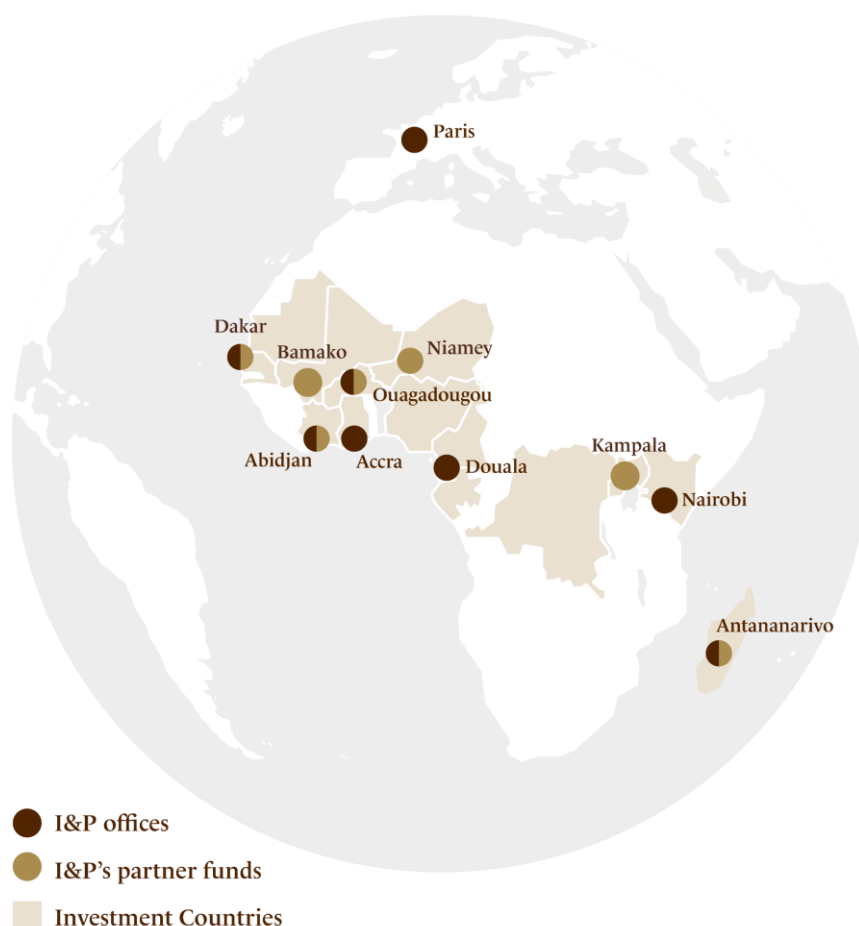 Paris
Dakar
Bamako
Niamey
Ouagadougou
Abidjan
Accra
Douala
Kampala
Nairobi
Antananarivo
I&P offices
I&P's partner funds
Investment Countries